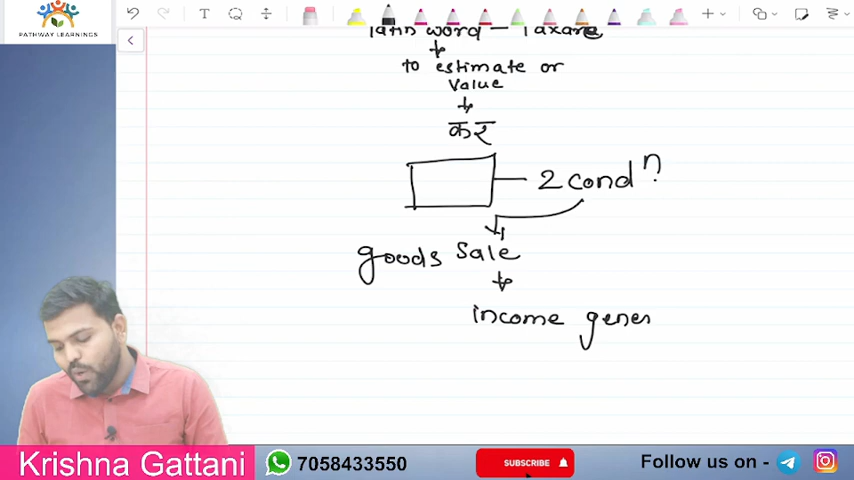 PATHWAY LEARNINGS
T
latin word - Taxare
to estimate or
value
कर
2 condn?
goods Sale
income gener
Krishna Gattani
7058433550
SUBSCRIBE
Follow us on -